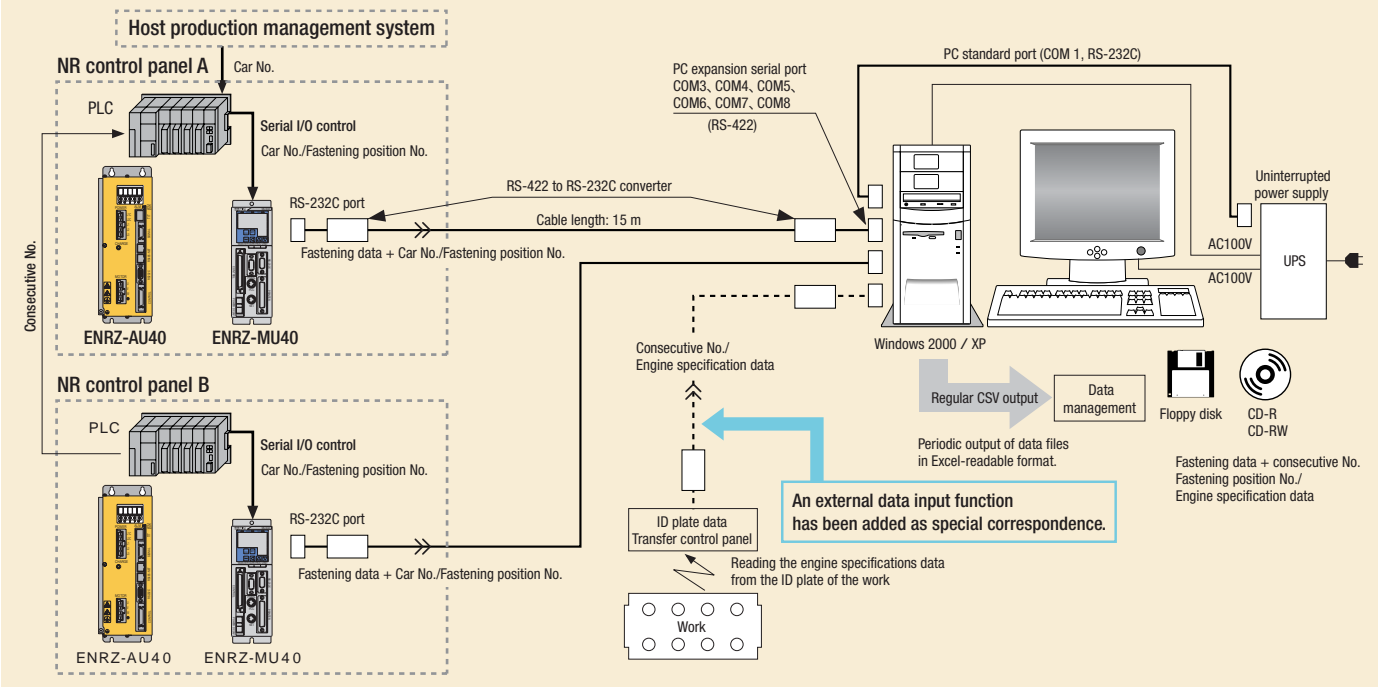 Host production management system
NR control panel A
Car No.
PLC
Serial I/O control
Car No./Fastening position No.
RS-232C port
RS-422 to RS-232C converter
Cable length: 15 m
Fastening data + Car No./Fastening position No.
ENRZ-AU40
ENRZ-MU40
Consecutive No.
NR control panel B
PLC
Serial I/O control
Car No./Fastening position No.
RS-232C port
Fastening data + Car No./Fastening position No.
ENRZ-AU40
ENRZ-MU40
PC expansion serial port
COM3、COM4、COM5、
COM6、COM7、COM8
(RS-422)
PC standard port (COM 1, RS-232C)
Uninterrupted
power supply
AC100V
AC100V
UPS
Windows 2000 / XP
Consecutive No./
Engine specification data
Regular CSV output
Data
management
Floppy disk
CD-R
CD-RW
Periodic output of data files
in Excel-readable format.
Fastening data + consecutive No.
Fastening position No./
Engine specification data
An external data input function
has been added as special correspondence.
ID plate data
Transfer control panel
Reading the engine specifications data
from the ID plate of the work
Work